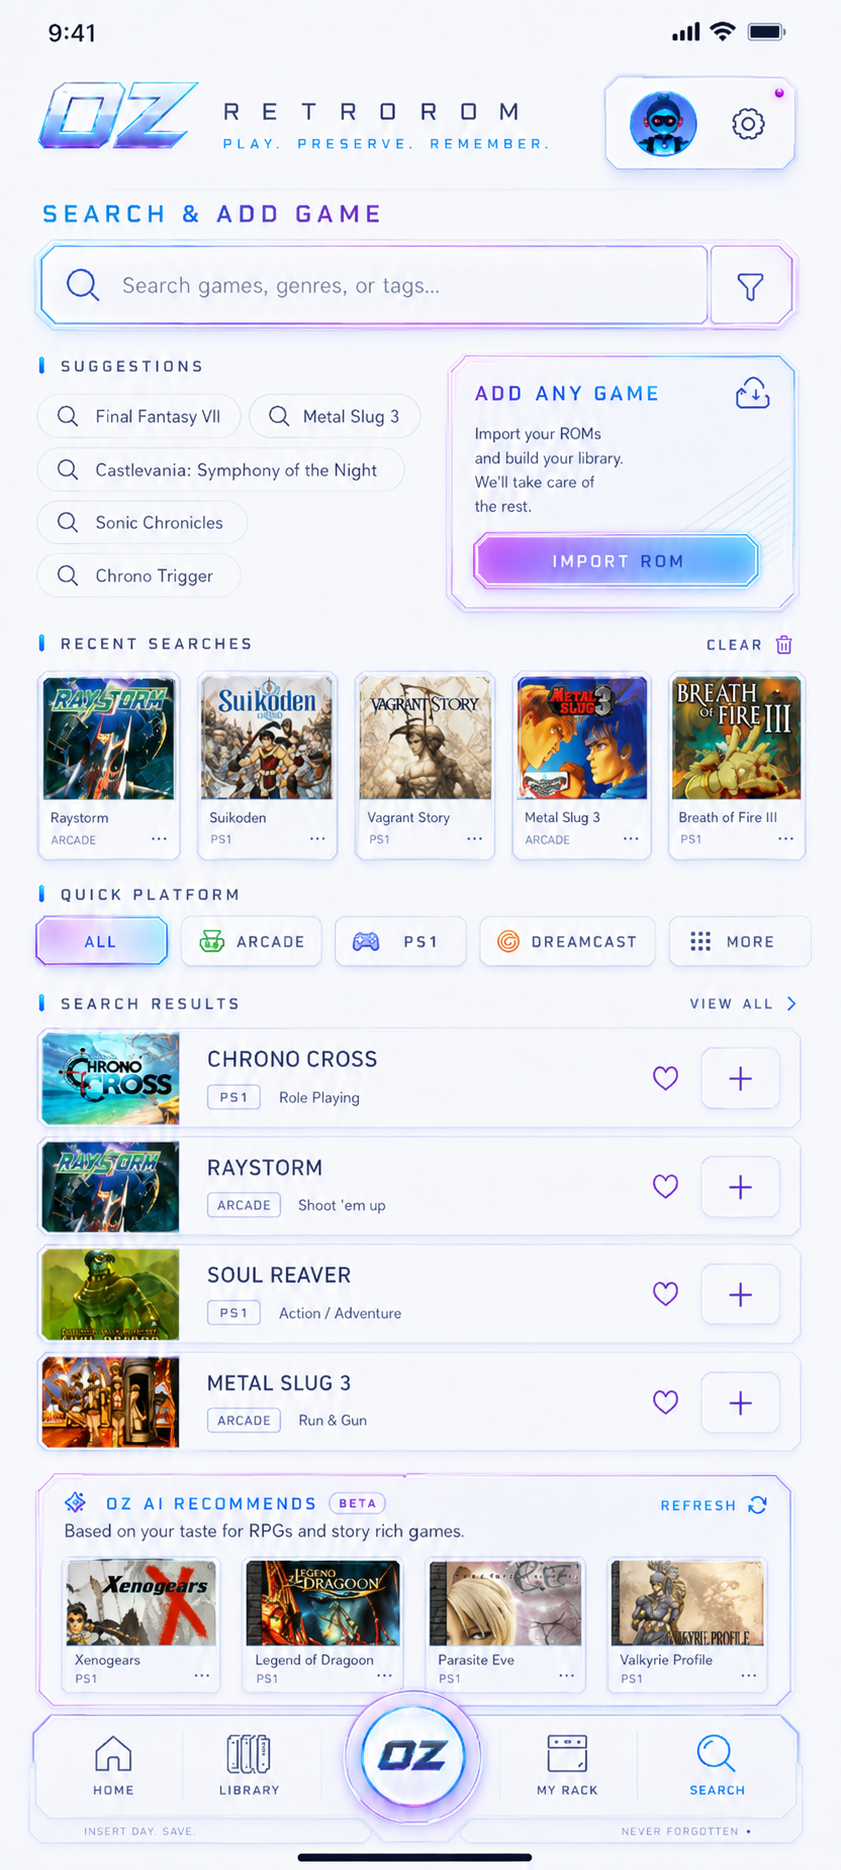 9:41
OZ
RETROROM
PLAY. PRESERVE. REMEMBER.
SEARCH & ADD GAME
Search games, genres, or tags...
SUGGESTIONS
Final Fantasy VII
Metal Slug 3
Castlevania: Symphony of the Night
Sonic Chronicles
Chrono Trigger
ADD ANY GAME
Import your ROMs
and build your library.
We'll take care of
the rest.
IMPORT ROM
RECENT SEARCHES
CLEAR
RAYSTORM
Raystorm
ARCADE
Suikoden
Suikoden
PS1
VAGRANT STORY
Vagrant Story
PS1
METAL SLUG 3
Metal Slug 3
ARCADE
BREATH OF FIRE III
Breath of Fire III
PS1
QUICK PLATFORM
ALL
ARCADE
PS1
DREAMCAST
MORE
SEARCH RESULTS
VIEW ALL
CHRONO CROSS
CHRONO CROSS
PS1
Role Playing
RAYSTORM
RAYSTORM
ARCADE
Shoot 'em up
SOUL REAVER
PS1
Action / Adventure
METAL SLUG 3
ARCADE
Run & Gun
OZ AI RECOMMENDS
BETA
REFRESH
Based on your taste for RPGs and story rich games.
Xenogears
Xenogears
PS1
LEGEND DRAGOON
Legend of Dragoon
PS1
Parasite Eve
PS1
VALKYRIE PROFILE
Valkyrie Profile
PS1
HOME
LIBRARY
OZ
MY RACK
SEARCH
INSERT DAY. SAVE.
NEVER FORGOTTEN